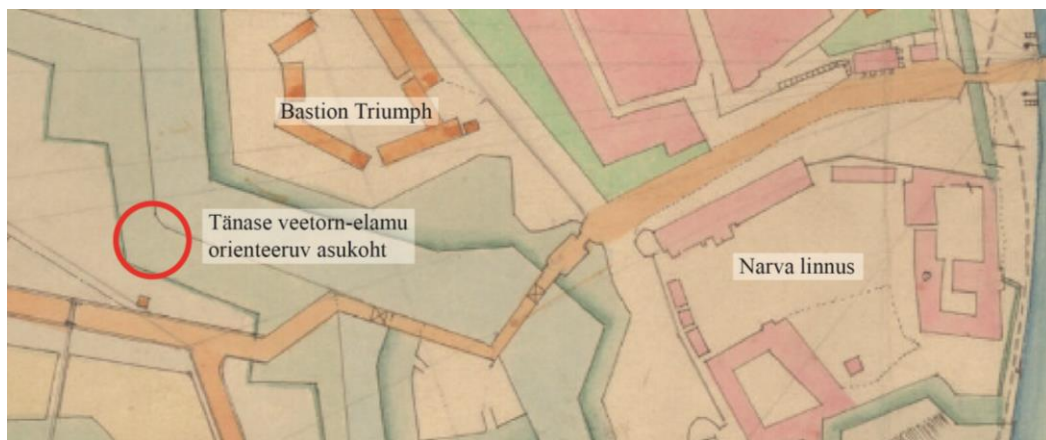 Bastion Triumph
Tänase veetorn-elamu
orienteeruv asukoht
Narva linnus